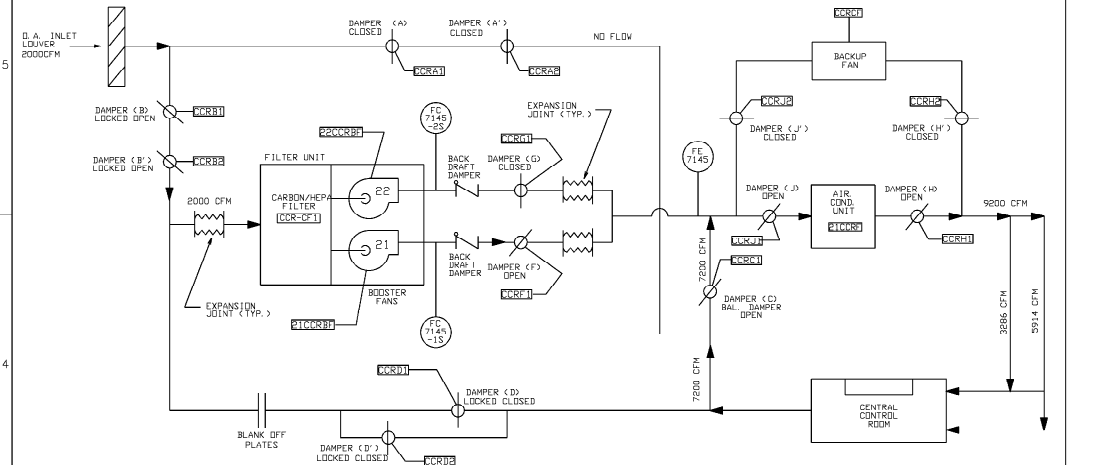 CCRCF
BACKUP
FAN
O.A. INLET
LOUVER
2000CFM
DAMPER (A)
CLOSED
DAMPER (A')
CLOSED
NO FLOW
CCRA1
CCRA2
5
DAMPER (B)
LOCKED OPEN
CCRB1
DAMPER (B')
LOCKED OPEN
CCRB2
FC
7145
-2S
EXPANSION
JOINT (TYP.)
CCRJ2
CCRH2
DAMPER (J')
CLOSED
DAMPER (H')
CLOSED
22CCRBF
CCRG1
FILTER UNIT
BACK
DRAFT
DAMPER
DAMPER (G)
CLOSED
FE
7145
2000 CFM
CARBON/HEPA
FILTER
CCR-CF1
22
21
BOOSTER
FANS
DAMPER (J)
OPEN
AIR.
COND.
UNIT
21CCRF
DAMPER (H)
OPEN
9200 CFM
CCRJ1
CCRH1
BACK
DRAFT
DAMPER
DAMPER (F)
OPEN
CCRF1
7200 CFM
CCRC1
DAMPER (C)
BAL. DAMPER
OPEN
3286 CFM
5914 CFM
EXPANSION
JOINT (TYP.)
21CCRBF
FC
7145
-1S
4
CCRD1
DAMPER (D)
LOCKED CLOSED
7200 CFM
CENTRAL
CONTROL
ROOM
BLANK OFF
PLATES
DAMPER (D')
LOCKED CLOSED
CCRD2